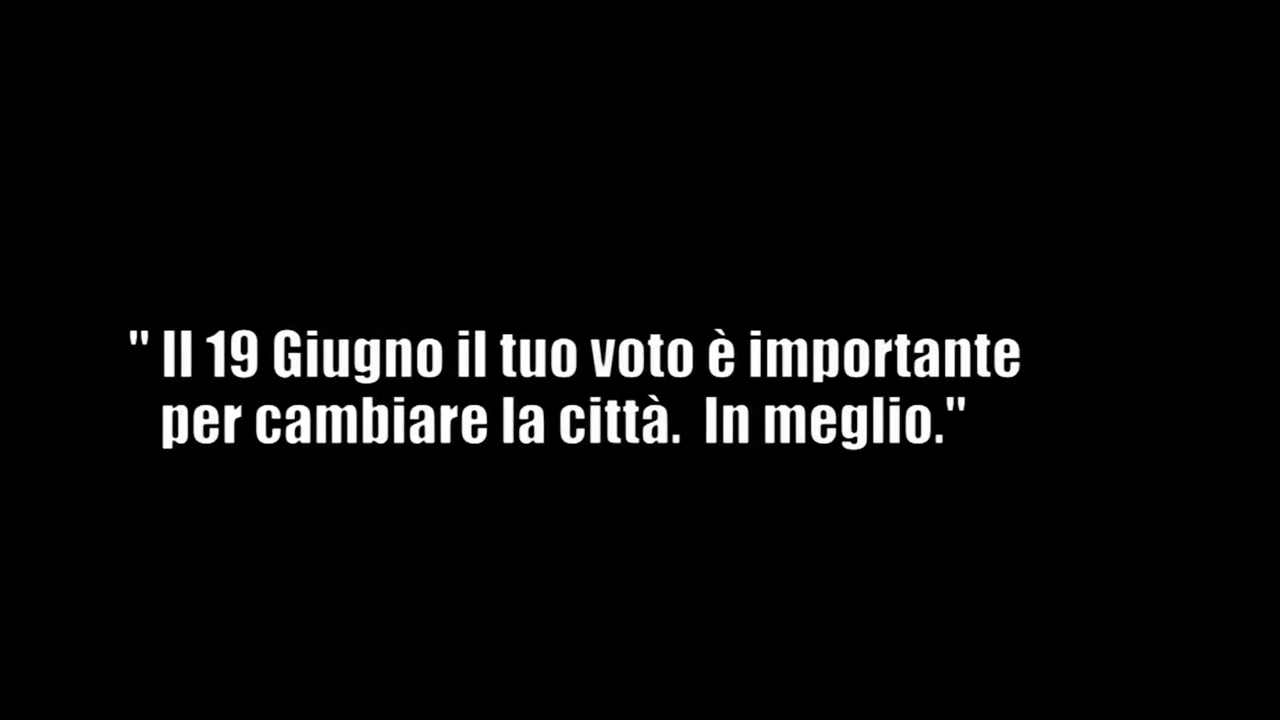 " Il 19 Giugno il tuo voto è importante
per cambiare la città.  In meglio."